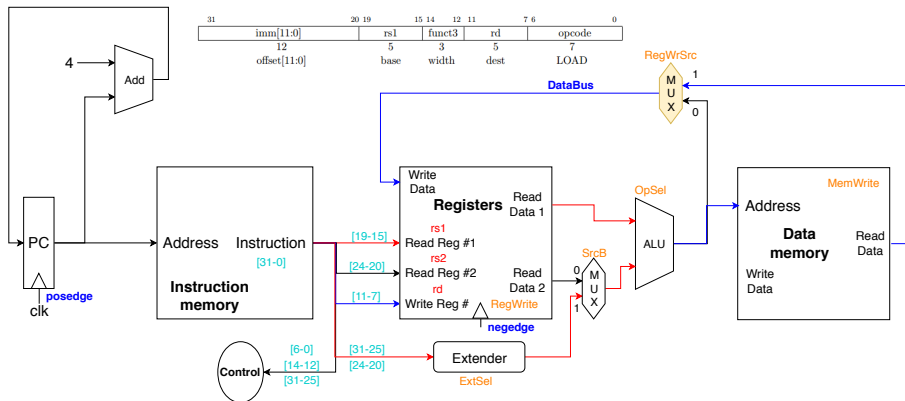 31 20 19 15 14 12 11 7 6 0
imm[11:0] rs1 funct3 rd opcode
12 5 3 5 7
offset[11:0] base width dest LOAD
4
Add
RegWrSrc
MUX
1
0
DataBus
PC
posedge
clk
Address
Instruction
[31-0]
Instruction
memory
[19-15]
[24-20]
[11-7]
Write
Data
Registers
Read
Data 1
rs1
Read Reg #1
rs2
Read Reg #2
rd
Write Reg #
Read
Data 2
RegWrite
negedge
OpSel
ALU
SrcB
0
MUX
1
MemWrite
Address
Data
memory
Read
Data
Write
Data
[6-0]
[14-12]
[31-25]
Control
[31-25]
[24-20]
Extender
ExtSel